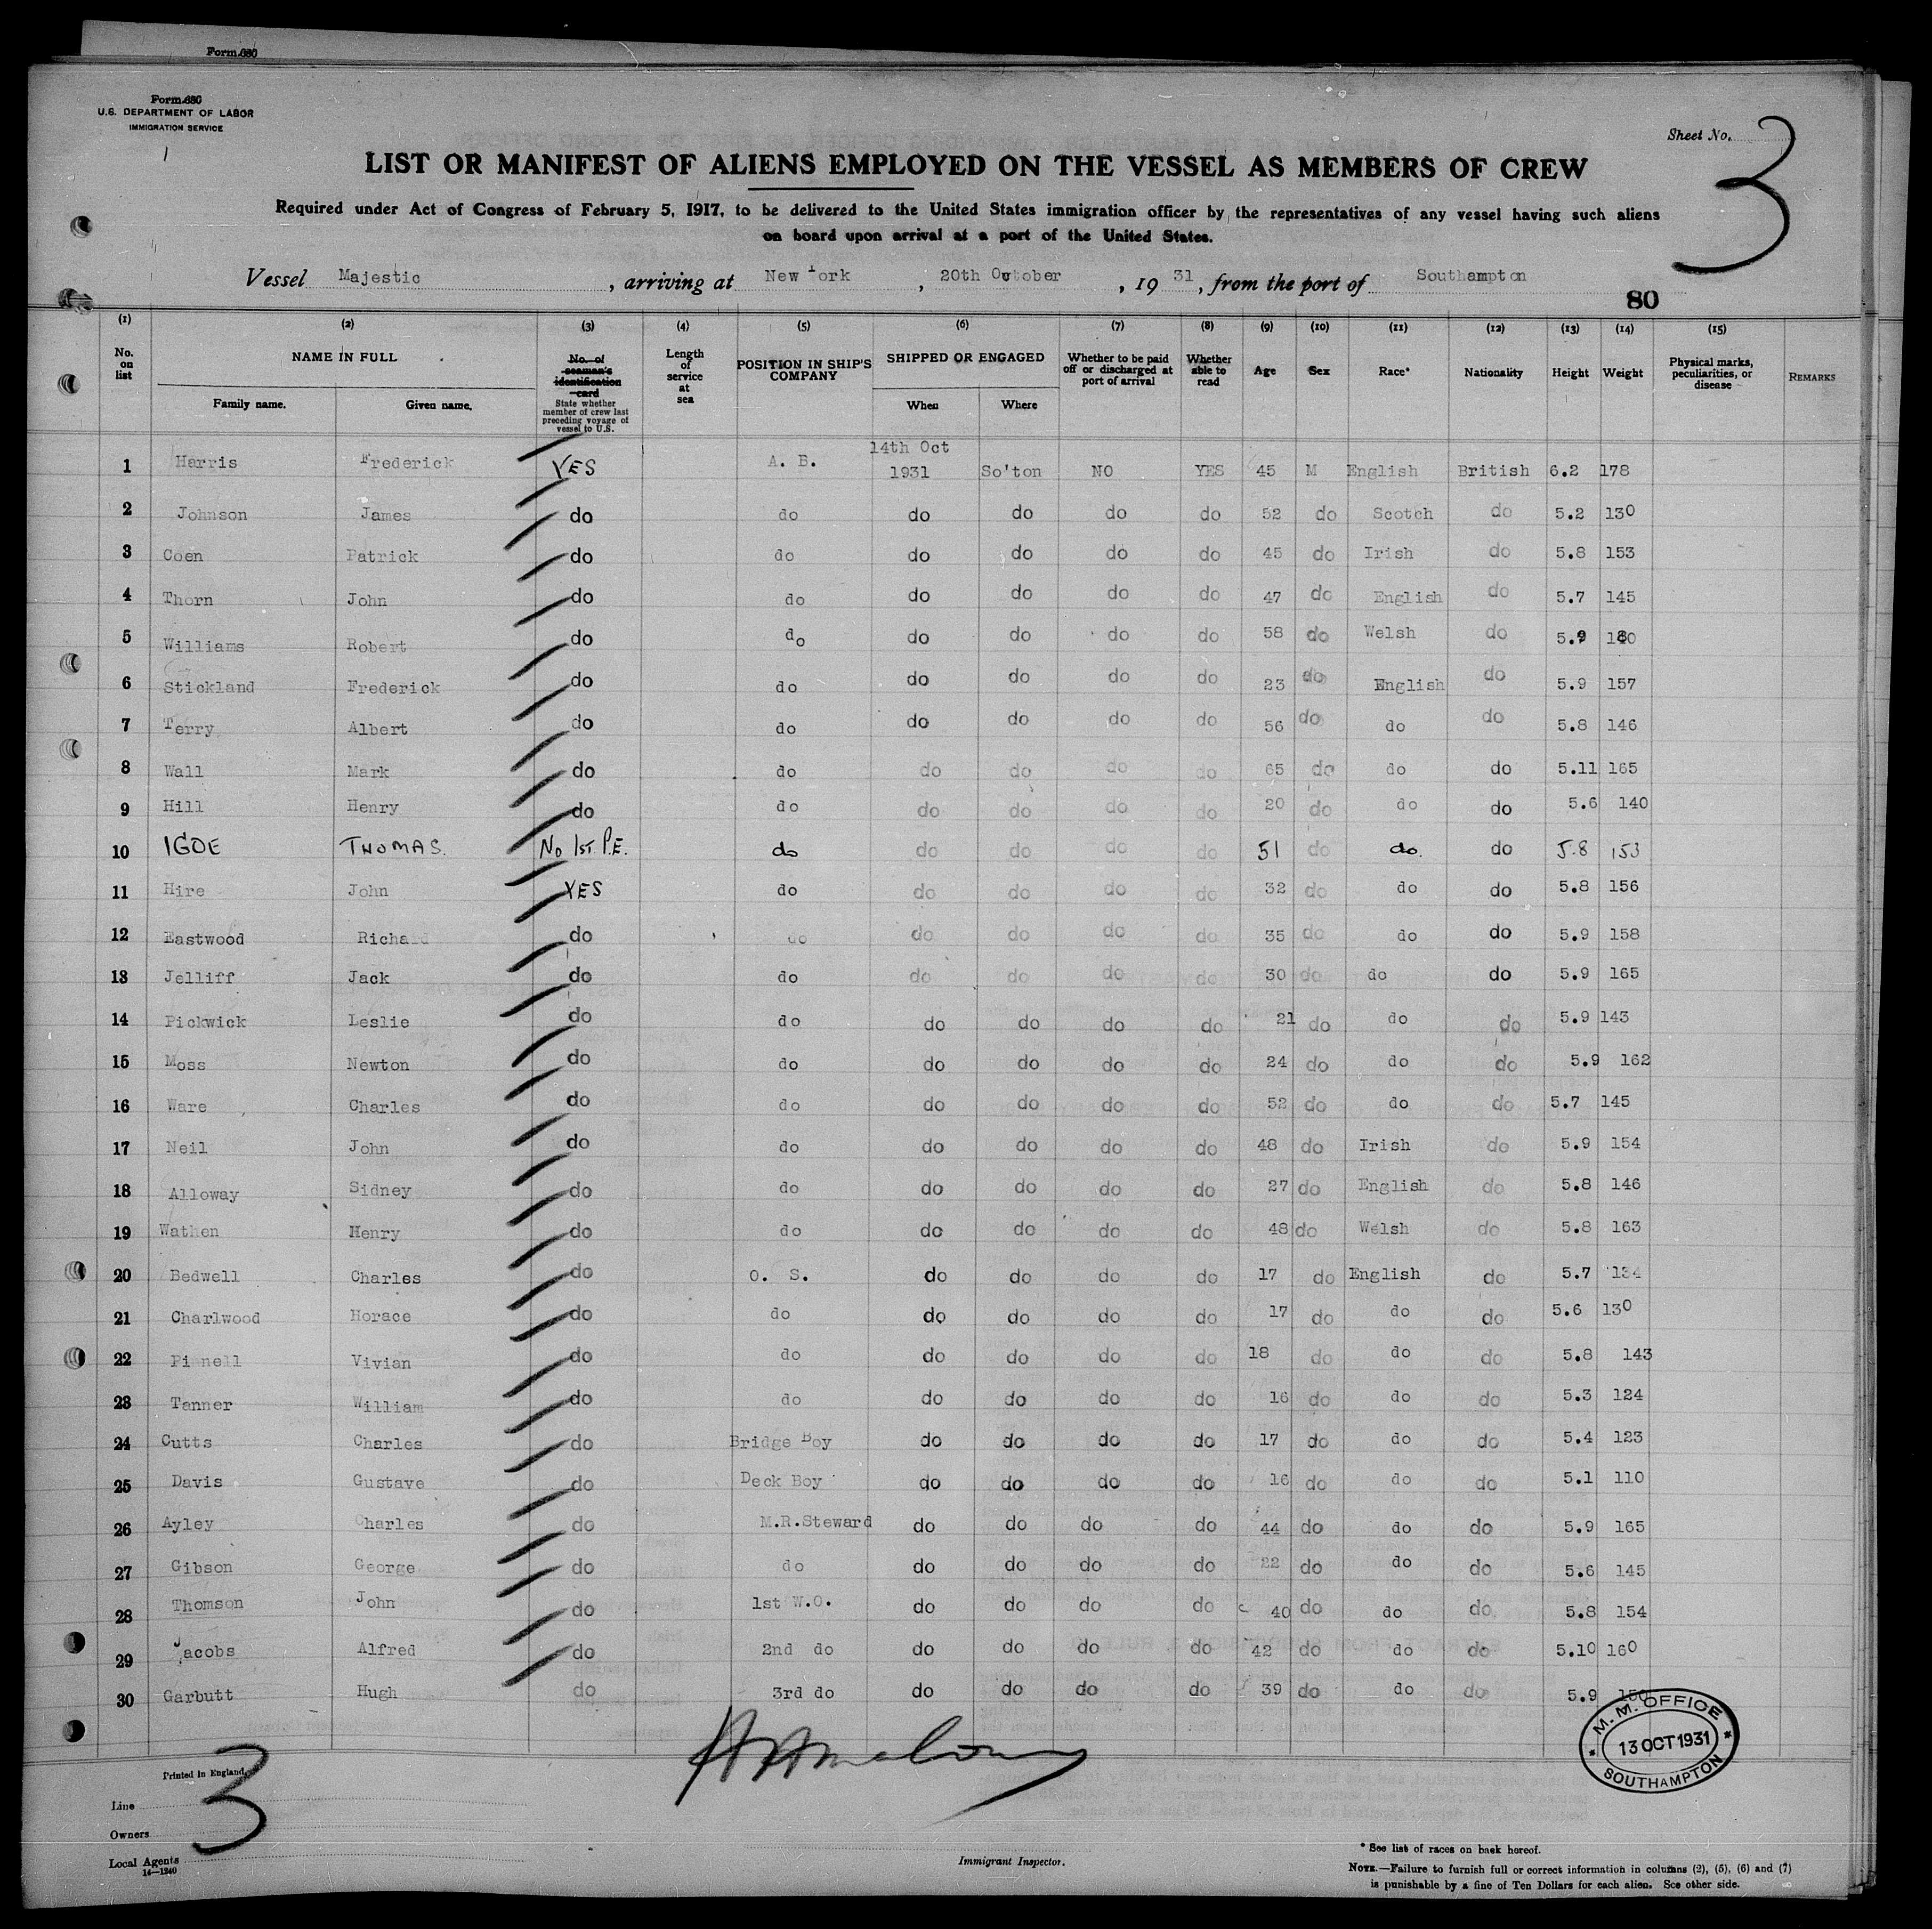 Form 680
Form 680
U.S. DEPARTMENT OF LABOR
IMMIGRATION SERVICE
Sheet No. 3
LIST OR MANIFEST OF ALIENS EMPLOYED ON THE VESSEL AS MEMBERS OF CREW
Required under Act of Congress of February 5, 1917, to be delivered to the United States immigration officer by the representatives of any vessel having such aliens
on board upon arrival at a port of the United States.
Vessel Majestic, arriving at New York, 20th October, 1931, from the port of Southampton
80
(1) (2) (3) (4) (5) (6) (7) (8) (9) (10) (11) (12) (13) (14) (15)
No. on list NAME IN FULL Family name. Given name. No. of seaman's identification card State whether member of crew last preceding voyage of vessel to U.S. Length of service at sea POSITION IN SHIP'S COMPANY SHIPPED OR ENGAGED When Where Whether to be paid off or discharged at port of arrival Whether able to read Age Sex Race* Nationality Height Weight Physical marks, peculiarities, or disease REMARKS
1 Harris Frederick YES A. B. 14th Oct 1931 So'ton NO YES 45 M English British 6.2 178
2 Johnson James do do do do do do 52 do Scotch do 5.2 130
3 Coen Patrick do do do do do do 45 do Irish do 5.8 153
4 Thorn John do do do do do do 47 do English do 5.7 145
5 Williams Robert do do do do do do 58 do Welsh do 5.9 180
6 Stickland Frederick do do do do do do 23 do English do 5.9 157
7 Terry Albert do do do do do do 56 do do do 5.8 146
8 Wall Mark do do do do do do 65 do do do 5.11 165
9 Hill Henry do do do do do do 20 do do do 5.6 140
10 IGOE THOMAS. No 1ST P.E. do do do do do 51 do do. do 5.8 153
11 Hire John YES do do do do do 32 do do do 5.8 156
12 Eastwood Richard do do do do do do 35 do do do 5.9 158
13 Jelliff Jack do do do do do do 30 do do do 5.9 165
14 Pickwick Leslie do do do do do do 21 do do do 5.9 143
15 Moss Newton do do do do do do 24 do do do 5.9 162
16 Ware Charles do do do do do do 52 do do do 5.7 145
17 Neil John do do do do do do 48 do Irish do 5.9 154
18 Alloway Sidney do do do do do do 27 do English do 5.8 146
19 Wathen Henry do do do do do do 48 do Welsh do 5.8 163
20 Bedwell Charles do O. S. do do do do 17 do English do 5.7 134
21 Charlwood Horace do do do do do do 17 do do do 5.6 130
22 Pinnell Vivian do do do do do do 18 do do do 5.8 143
23 Tanner William do do do do do do 16 do do do 5.3 124
24 Cutts Charles do Bridge Boy do do do do 17 do do do 5.4 123
25 Davis Gustave do Deck Boy do do do do 16 do do do 5.1 110
26 Ayley Charles do M.R.Steward do do do do 44 do do do 5.9 165
27 Gibson George do do do do do do 22 do do do 5.6 145
28 Thomson John do 1st W.O. do do do do 40 do do do 5.8 154
29 Jacobs Alfred do 2nd do do do do do 42 do do do 5.10 160
30 Garbutt Hugh do 3rd do do do do do 39 do do do 5.9 150
M. M. OFFICE
13 OCT 1931
SOUTHAMPTON
Printed in England.
3
Line
Owners
Local Agents
14—1240
Immigrant Inspector.
* See list of races on back hereof.
NOTE.—Failure to furnish full or correct information in columns (2), (5), (6) and (7)
is punishable by a fine of Ten Dollars for each alien. See other side.